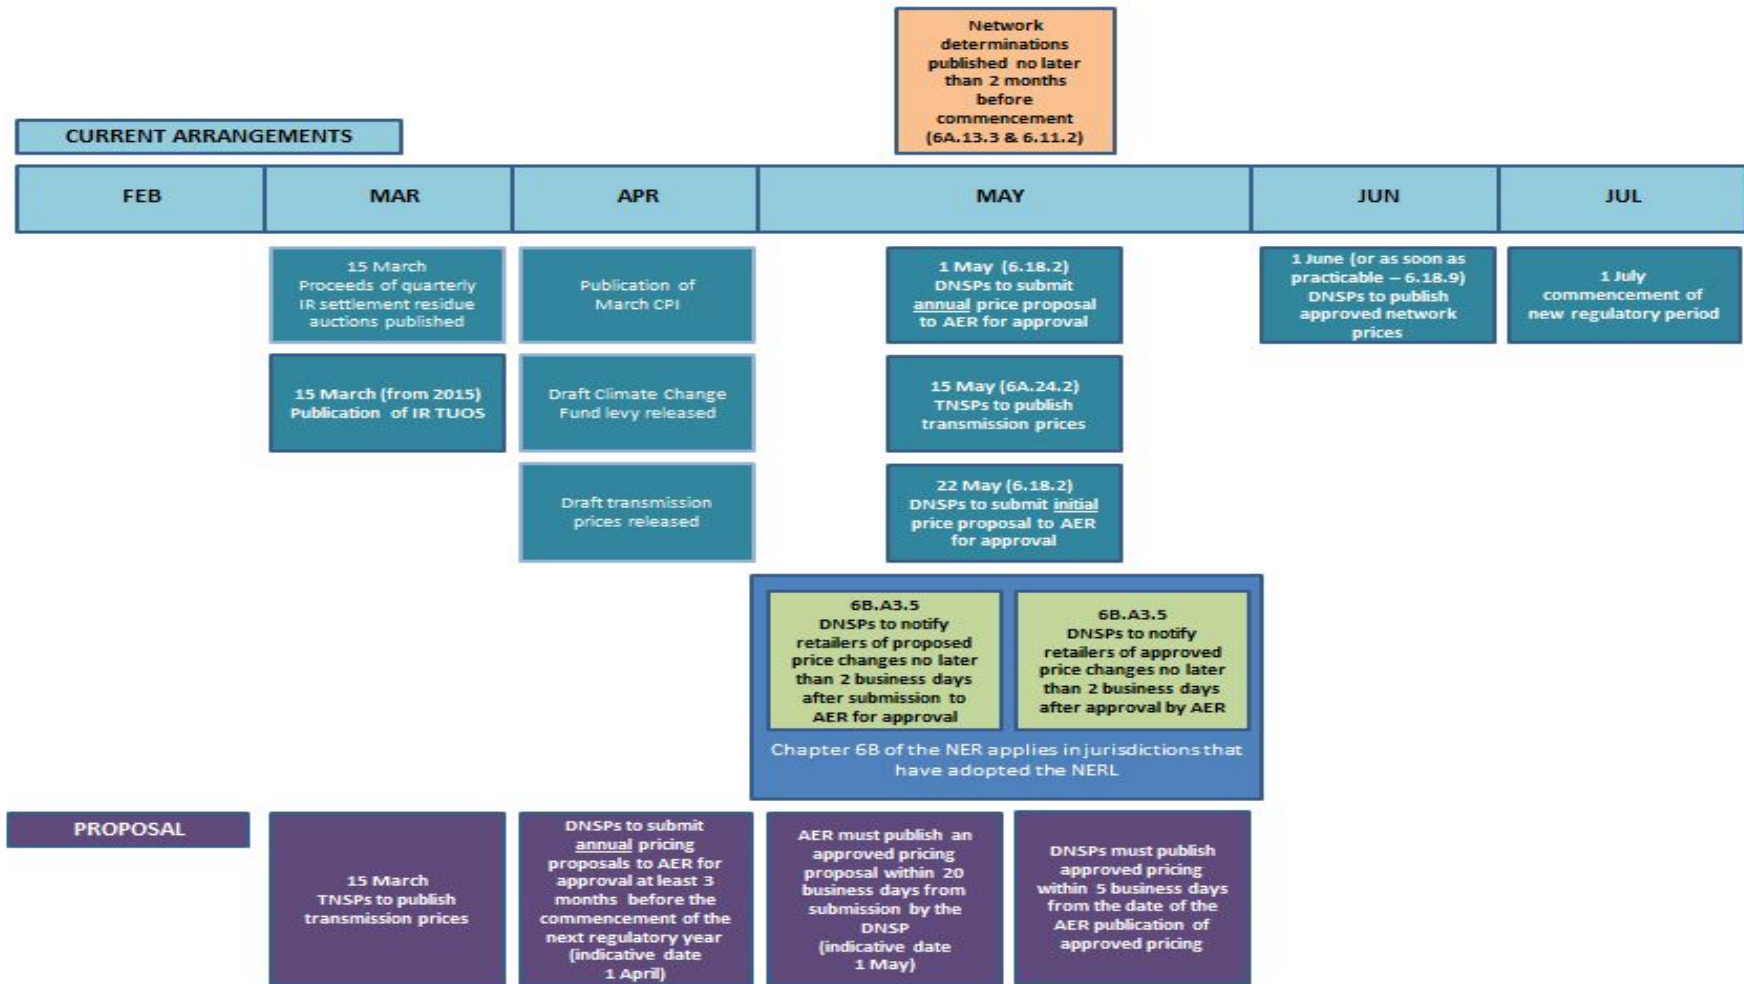 Network
determinations
published no later
than 2 months
before
commencement
(6A.13.3 & 6.11.2)
CURRENT ARRANGEMENTS
FEB
MAR
APR
MAY
JUN
JUL
15 March
Proceeds of quarterly
IR settlement residue
auctions published
Publication of
March CPI
1 May (6.18.2)
DNSPs to submit
annual price proposal
to AER for approval
1 June (or as soon as
practicable – 6.18.9)
DNSPs to publish
approved network
prices
1 July
commencement of
new regulatory period
15 March (from 2015)
Publication of IR TUOS
Draft Climate Change
Fund levy released
15 May (6A.24.2)
TNSPs to publish
transmission prices
Draft transmission
prices released
22 May (6.18.2)
DNSPs to submit initial
price proposal to AER
for approval
6B.A3.5
DNSPs to notify
retailers of proposed
price changes no later
than 2 business days
after submission to
AER for approval
6B.A3.5
DNSPs to notify
retailers of approved
price changes no later
than 2 business days
after approval by AER
Chapter 6B of the NER applies in jurisdictions that
have adopted the NERL
PROPOSAL
15 March
TNSPs to publish
transmission prices
DNSPs to submit
annual pricing
proposals to AER for
approval at least 3
months before the
commencement of the
next regulatory year
(indicative date
1 April)
AER must publish an
approved pricing
proposal within 20
business days from
submission by the
DNSP
(indicative date
1 May)
DNSPs must publish
approved pricing
within 5 business days
from the date of the
AER publication of
approved pricing